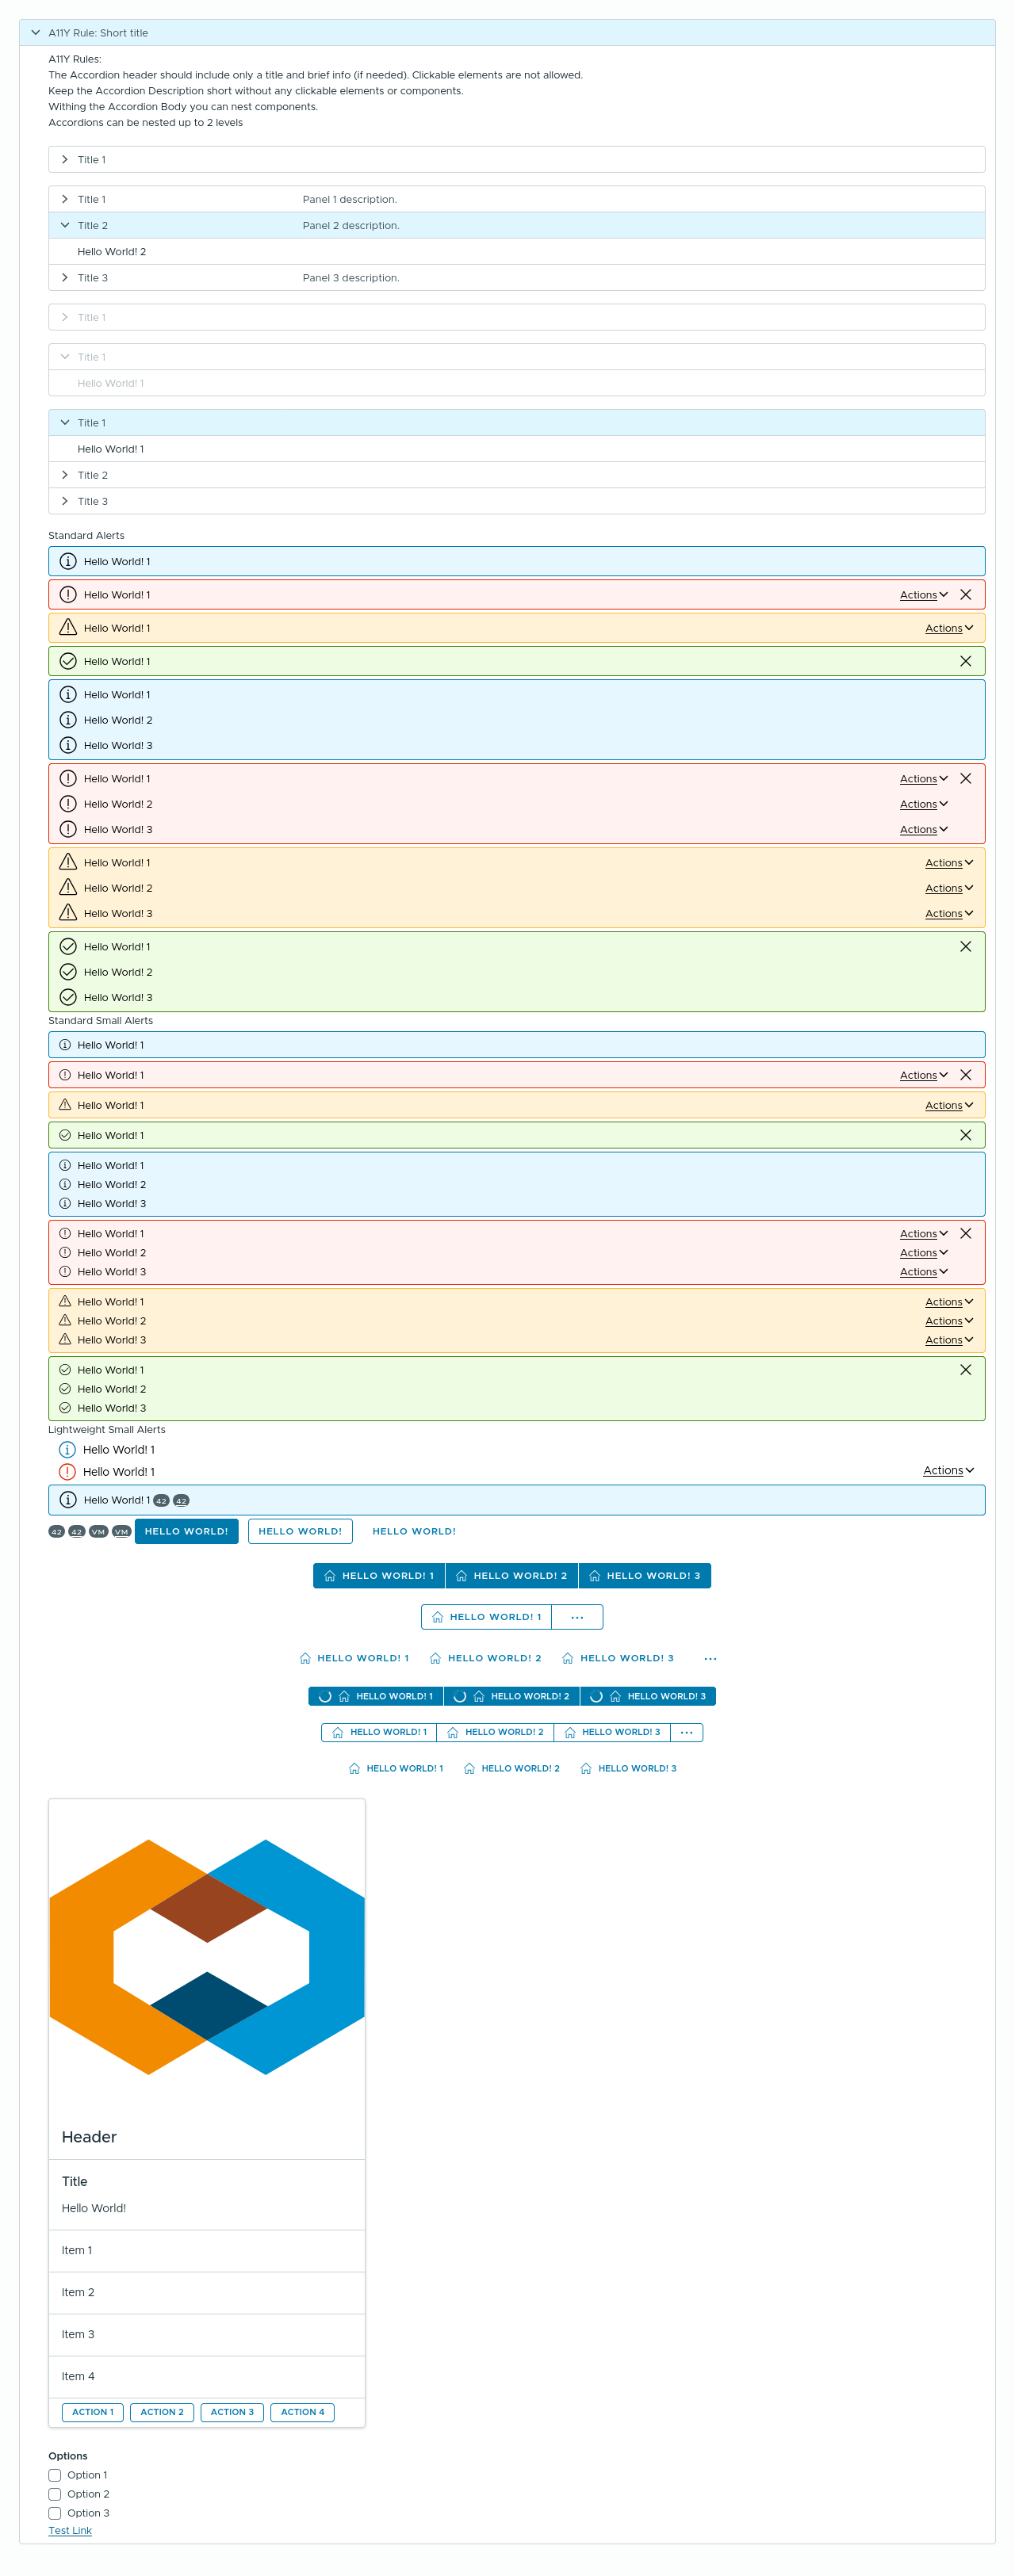 A11Y Rule: Short title
A11Y Rules:
The Accordion header should include only a title and brief info (if needed). Clickable elements are not allowed.
Keep the Accordion Description short without any clickable elements or components.
Withing the Accordion Body you can nest components.
Accordions can be nested up to 2 levels
Title 1
Title 1 Panel 1 description.
Title 2 Panel 2 description.
Hello World! 2
Title 3 Panel 3 description.
Title 1
Title 1
Hello World! 1
Title 1
Hello World! 1
Title 2
Title 3
Standard Alerts
Hello World! 1
Hello World! 1 Actions
Hello World! 1 Actions
Hello World! 1
Hello World! 1
Hello World! 2
Hello World! 3
Hello World! 1 Actions
Hello World! 2 Actions
Hello World! 3 Actions
Hello World! 1 Actions
Hello World! 2 Actions
Hello World! 3 Actions
Hello World! 1
Hello World! 2
Hello World! 3
Standard Small Alerts
Hello World! 1
Hello World! 1 Actions
Hello World! 1 Actions
Hello World! 1
Hello World! 1
Hello World! 2
Hello World! 3
Hello World! 1 Actions
Hello World! 2 Actions
Hello World! 3 Actions
Hello World! 1 Actions
Hello World! 2 Actions
Hello World! 3 Actions
Hello World! 1
Hello World! 2
Hello World! 3
Lightweight Small Alerts
Hello World! 1
Hello World! 1 Actions
Hello World! 1 42 42
42 42 VM VM HELLO WORLD! HELLO WORLD! HELLO WORLD!
HELLO WORLD! 1 HELLO WORLD! 2 HELLO WORLD! 3
HELLO WORLD! 1 ...
HELLO WORLD! 1 HELLO WORLD! 2 HELLO WORLD! 3 ...
HELLO WORLD! 1 HELLO WORLD! 2 HELLO WORLD! 3
HELLO WORLD! 1 HELLO WORLD! 2 HELLO WORLD! 3 ...
HELLO WORLD! 1 HELLO WORLD! 2 HELLO WORLD! 3
Header
Title
Hello World!
Item 1
Item 2
Item 3
Item 4
ACTION 1 ACTION 2 ACTION 3 ACTION 4
Options
Option 1
Option 2
Option 3
Test Link